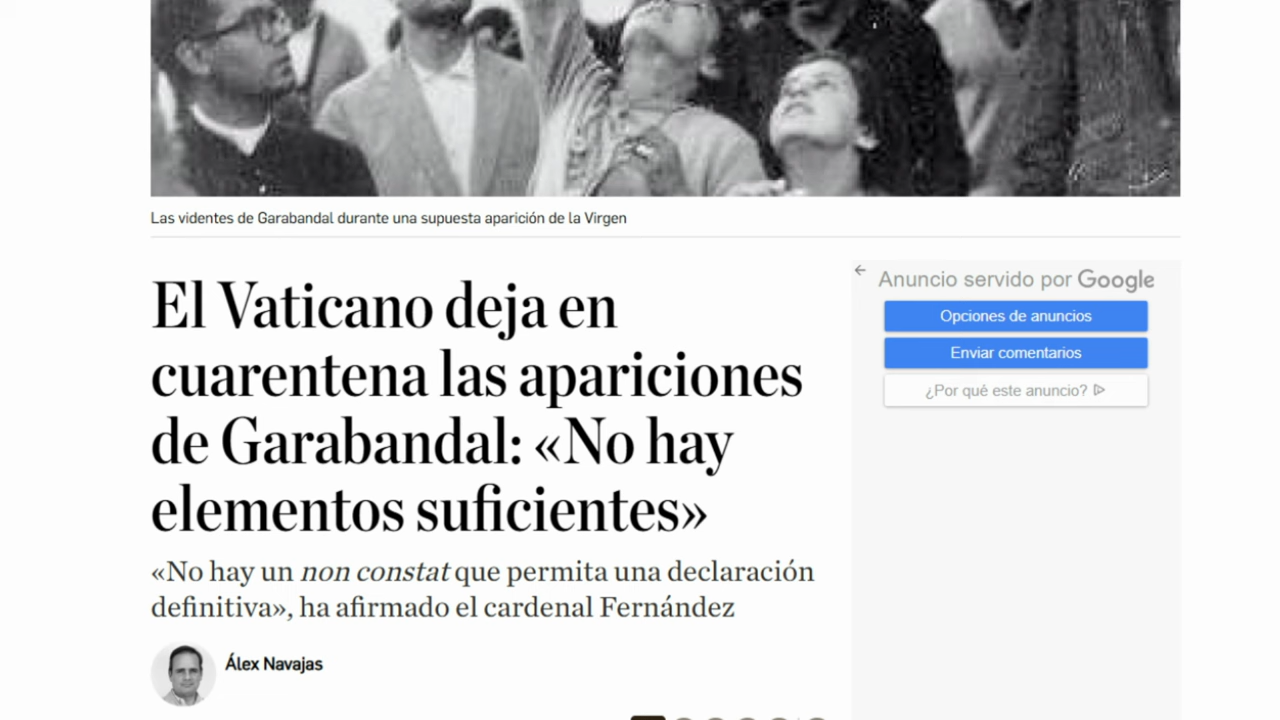 Las videntes de Garabandal durante una supuesta aparición de la Virgen
El Vaticano deja en
cuarentena las apariciones
de Garabandal: «No hay
elementos suficientes»
«No hay un non constat que permita una declaración
definitiva», ha afirmado el cardenal Fernández
Álex Navajas
Anuncio servido por Google
Opciones de anuncios
Enviar comentarios
¿Por qué este anuncio?